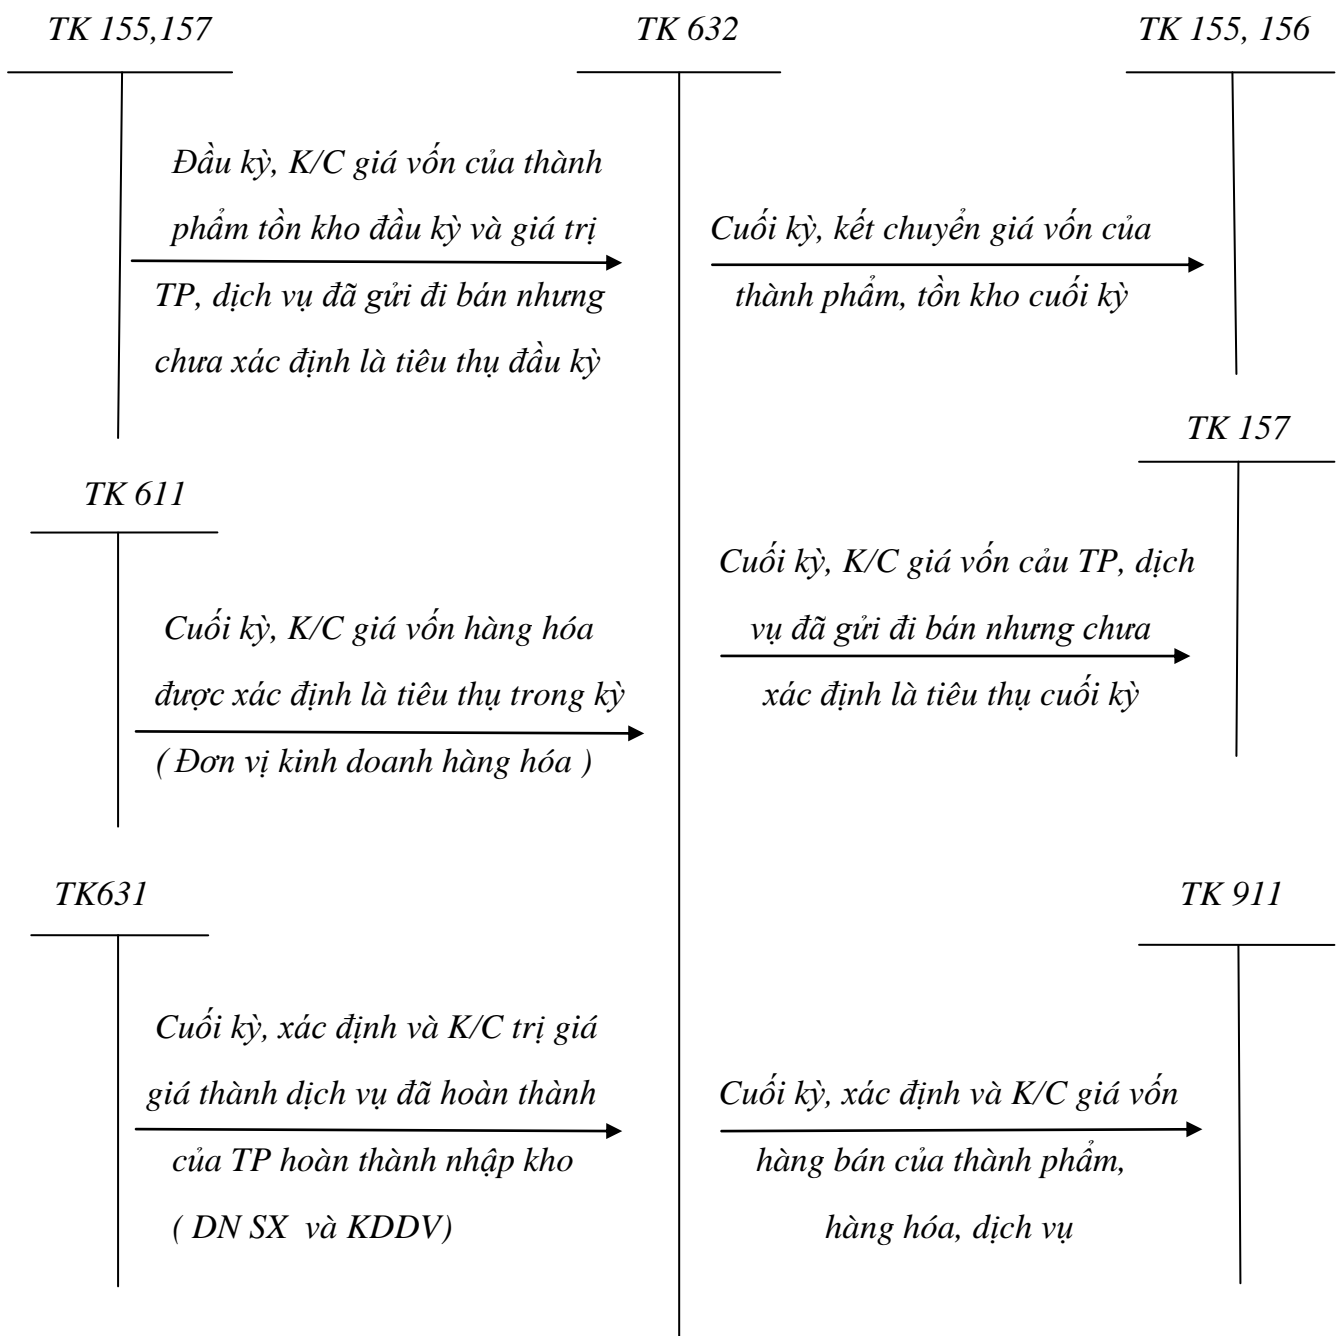 TK 155,157
TK 632
TK 155, 156
Đầu kỳ, K/C giá vốn của thành
phẩm tồn kho đầu kỳ và giá trị
TP, dịch vụ đã gửi đi bán nhưng
chưa xác định là tiêu thụ đầu kỳ
Cuối kỳ, kết chuyển giá vốn của
thành phẩm, tồn kho cuối kỳ
TK 157
TK 611
Cuối kỳ, K/C giá vốn cảu TP, dịch
vụ đã gửi đi bán nhưng chưa
xác định là tiêu thụ cuối kỳ
Cuối kỳ, K/C giá vốn hàng hóa
được xác định là tiêu thụ trong kỳ
( Đơn vị kinh doanh hàng hóa )
TK631
TK 911
Cuối kỳ, xác định và K/C trị giá
giá thành dịch vụ đã hoàn thành
của TP hoàn thành nhập kho
( DN SX và KDDV)
Cuối kỳ, xác định và K/C giá vốn
hàng bán của thành phẩm,
hàng hóa, dịch vụ